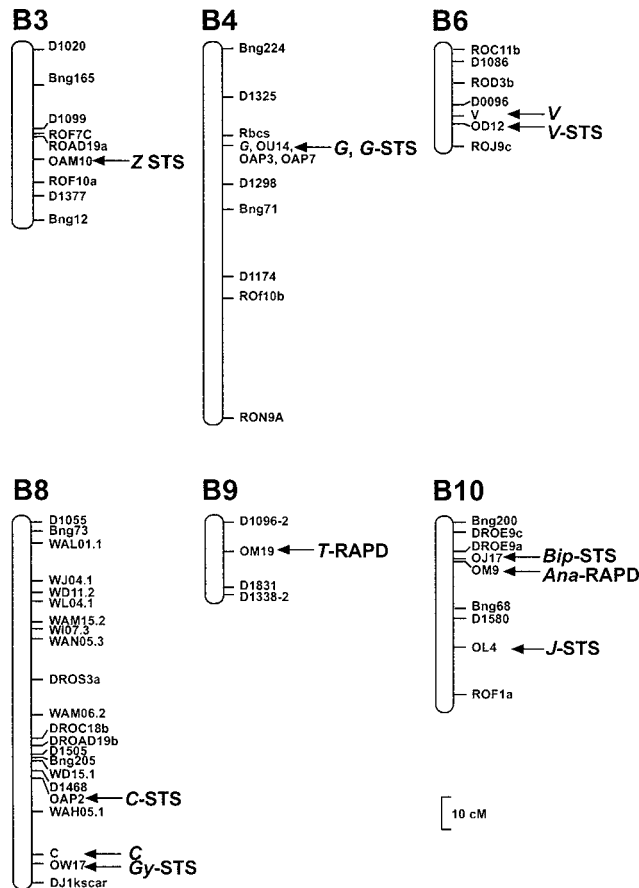 B3
D1020
Bng165
D1099
ROF7C
ROAD19a
OAM10 Z STS
ROF10a
D1377
Bng12
B4
Bng224
D1325
Rbcs
G, OU14, G, G-STS
OAP3, OAP7
D1298
Bng71
D1174
ROf10b
RON9A
B6
ROC11b
D1086
ROD3b
D0096
V V
OD12 V-STS
ROJ9c
B8
D1055
Bng73
WAL01.1
WJ04.1
WD11.2
WL04.1
WAM15.2
WI07.3
WAN05.3
DROS3a
WAM06.2
DROC18b
DROAD19b
D1505
Bng205
WD15.1
D1468
OAP2 C-STS
WAH05.1
C C
OW17 Gy-STS
DJ1kscar
B9
D1096-2
OM19 T-RAPD
D1831
D1338-2
B10
Bng200
DROE9c
DROE9a
OJ17 Bip-STS
OM9 Ana-RAPD
Bng68
D1580
OL4 J-STS
ROF1a
10 cM